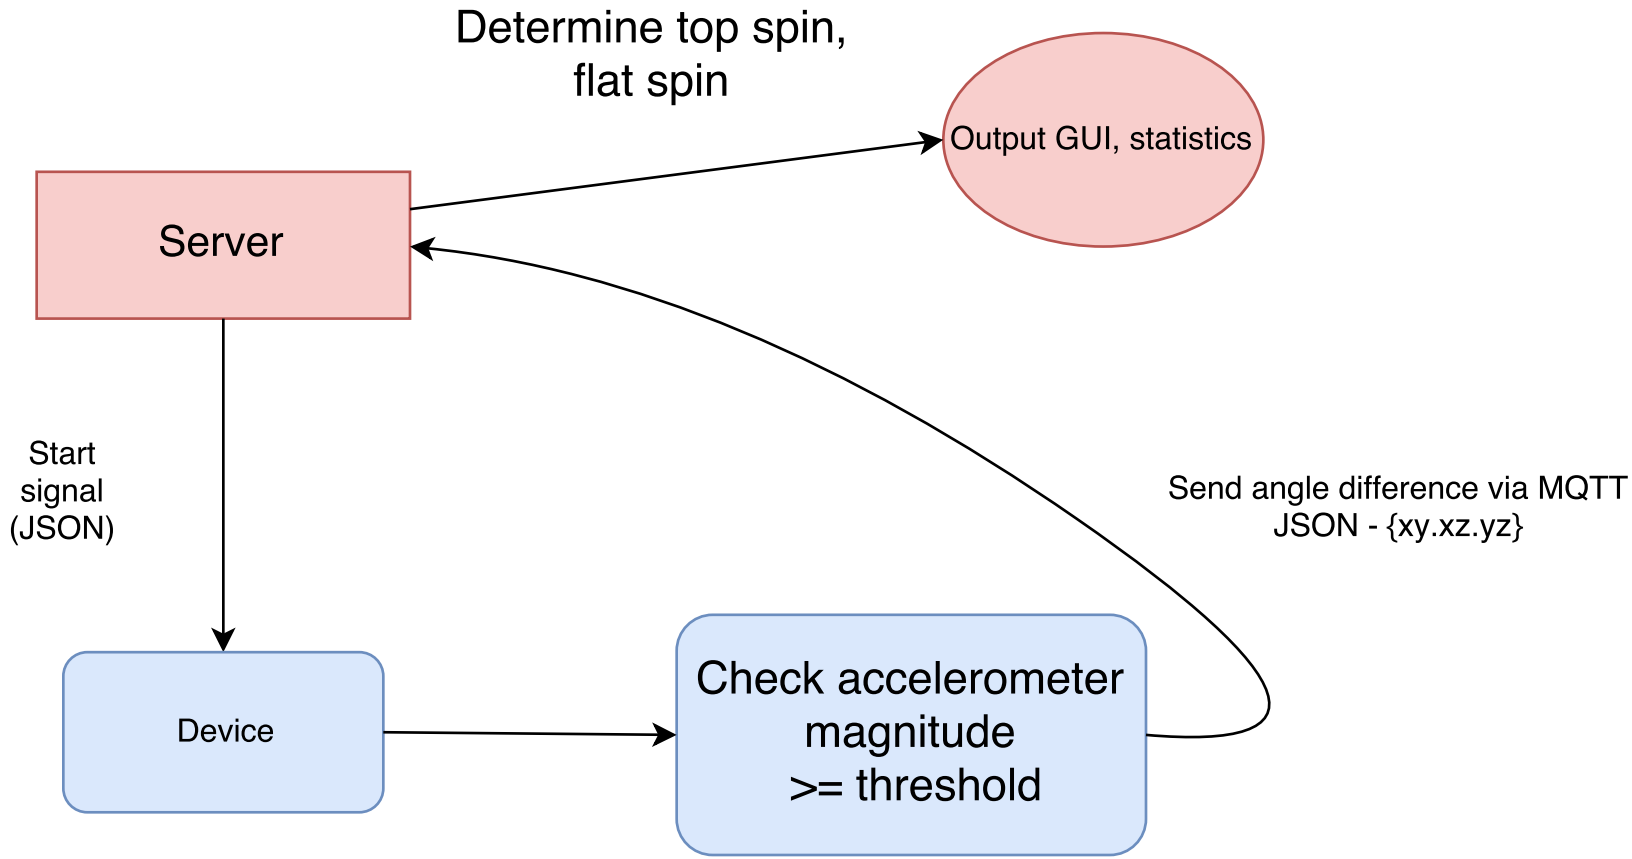 Determine top spin,
flat spin
Output GUI, statistics
Server
Start
signal
(JSON)
Send angle difference via MQTT
JSON - {xy.xz.yz}
Device
Check accelerometer
magnitude
>= threshold